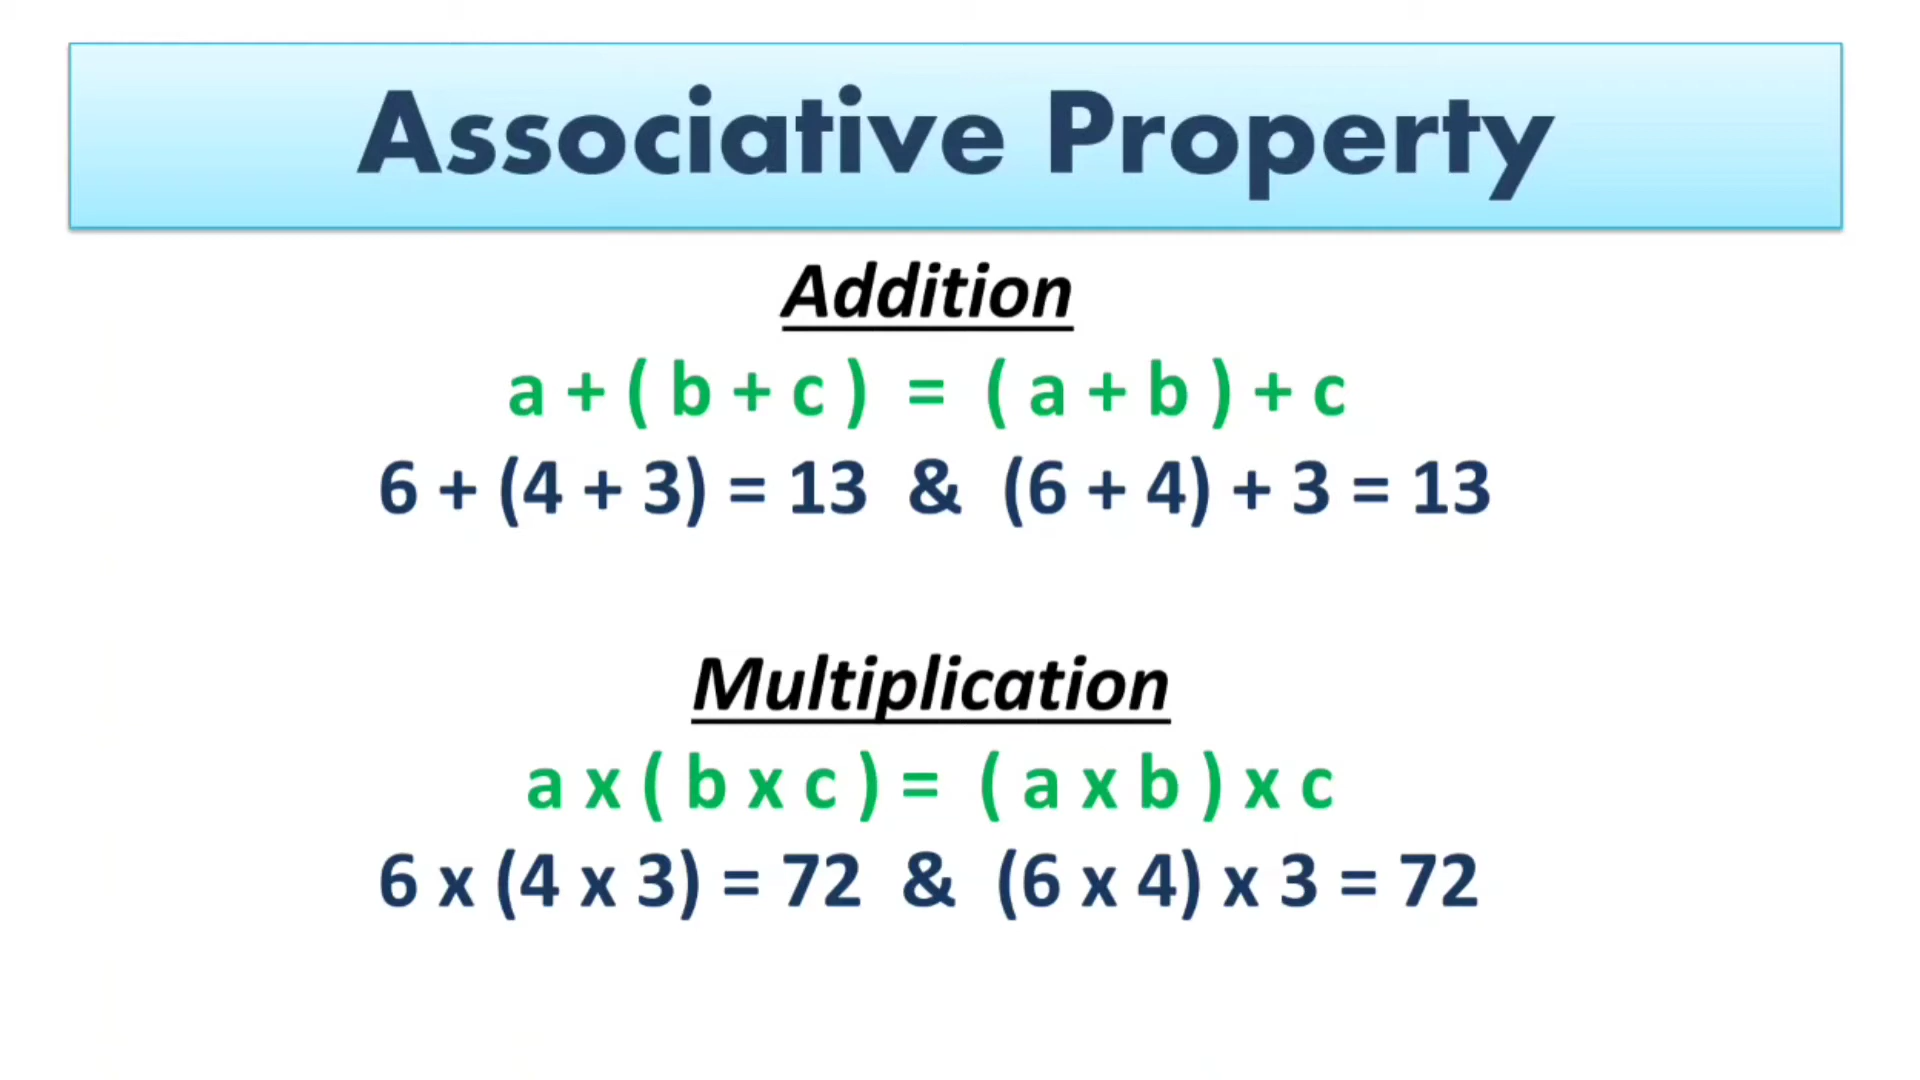 Associative Property
Addition
a + ( b + c ) = ( a + b ) + c
6 + (4 + 3) = 13 & (6 + 4) + 3 = 13
Multiplication
a x ( b x c ) = ( a x b ) x c
6 x (4 x 3) = 72 & (6 x 4) x 3 = 72